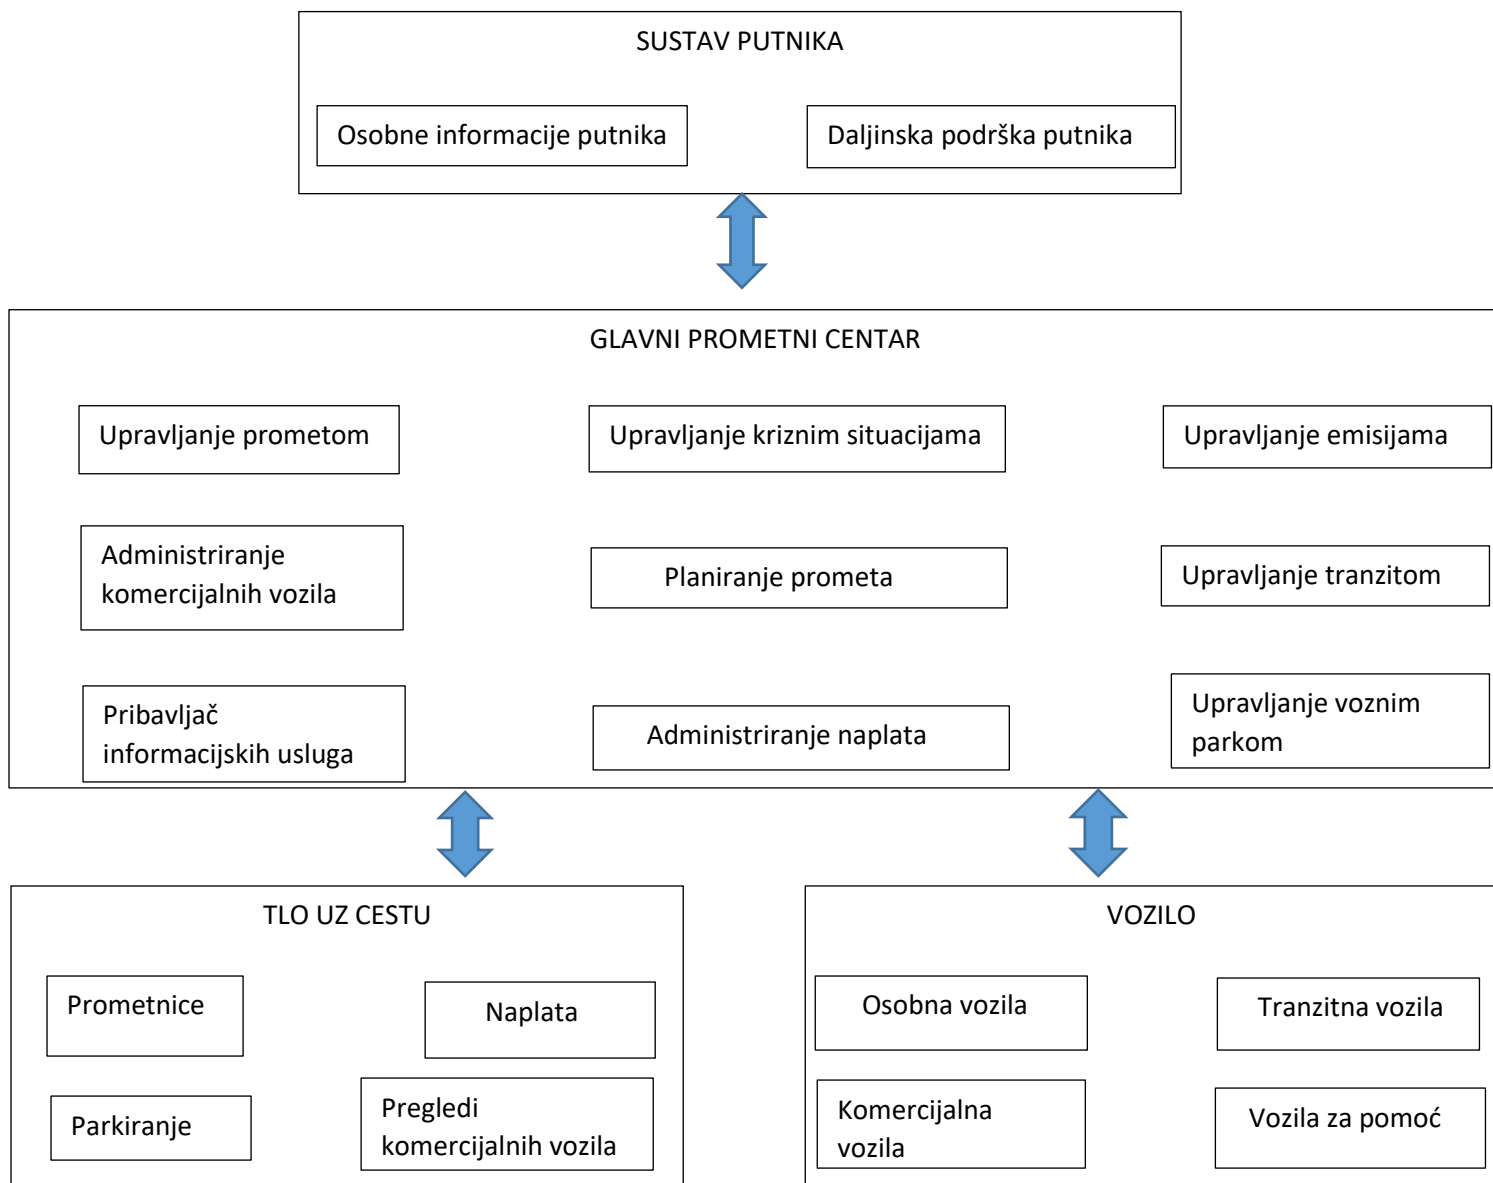 SUSTAV PUTNIKA
Osobne informacije putnika
Daljinska podrška putnika
GLAVNI PROMETNI CENTAR
Upravljanje prometom
Upravljanje kriznim situacijama
Upravljanje emisijama
Administriranje
komercijalnih vozila
Planiranje prometa
Upravljanje tranzitom
Pribavljač
informacijskih usluga
Administriranje naplata
Upravljanje voznim
parkom
TLO UZ CESTU
Prometnice
Naplata
Parkiranje
Pregledi
komercijalnih vozila
VOZILO
Osobna vozila
Tranzitna vozila
Komercijalna
vozila
Vozila za pomoć